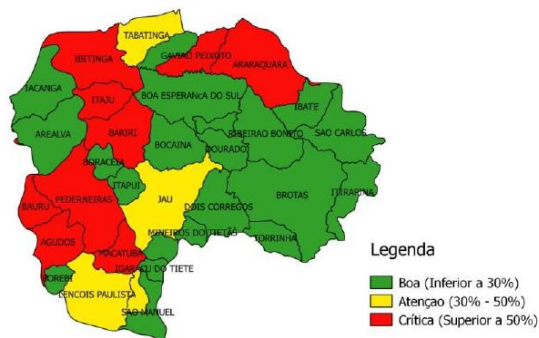 TABATINGA
GAVIAO PEIXOTO
IBITINGA
ARARAQUARA
IACANGA
ITAJU
BOA ESPERANcA DO SUL
IBATE
AREALVA
BARIRI
RIBEIRAO BONITO
SAO CARLOS
BOCAINA
DOURADO
BORACEIA
ITAPUI
ITIRAPINA
JAU
BROTAS
PEDERNEIRAS
BAURU
DOIS CORREGOS
MINEIROS DO TIETE
TORRINHA
AGUDOS
MACATUBA
IGARACU DO TIETE
BOREBI
LENCOIS PAULISTA
SAO MANUEL
Legenda
Boa (Inferior a 30%)
Atençao (30% - 50%)
Crítica (Superior a 50%)